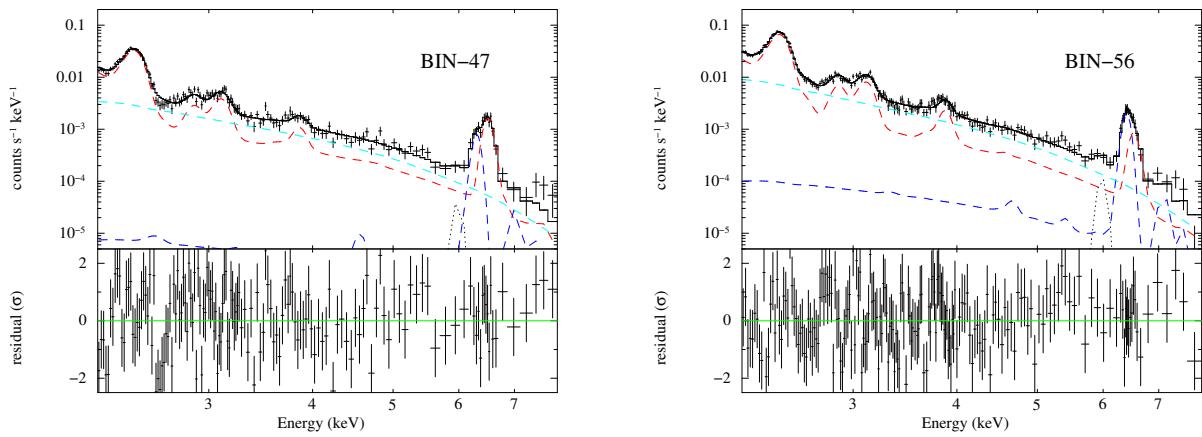 0.1
0.01
10⁻³
10⁻⁴
10⁻⁵
counts s⁻¹ keV⁻¹
BIN−47
2
0
−2
residual (σ)
3 4 5 6 7
Energy (keV)
0.1
0.01
10⁻³
10⁻⁴
10⁻⁵
counts s⁻¹ keV⁻¹
BIN−56
2
0
−2
residual (σ)
3 4 5 6 7
Energy (keV)